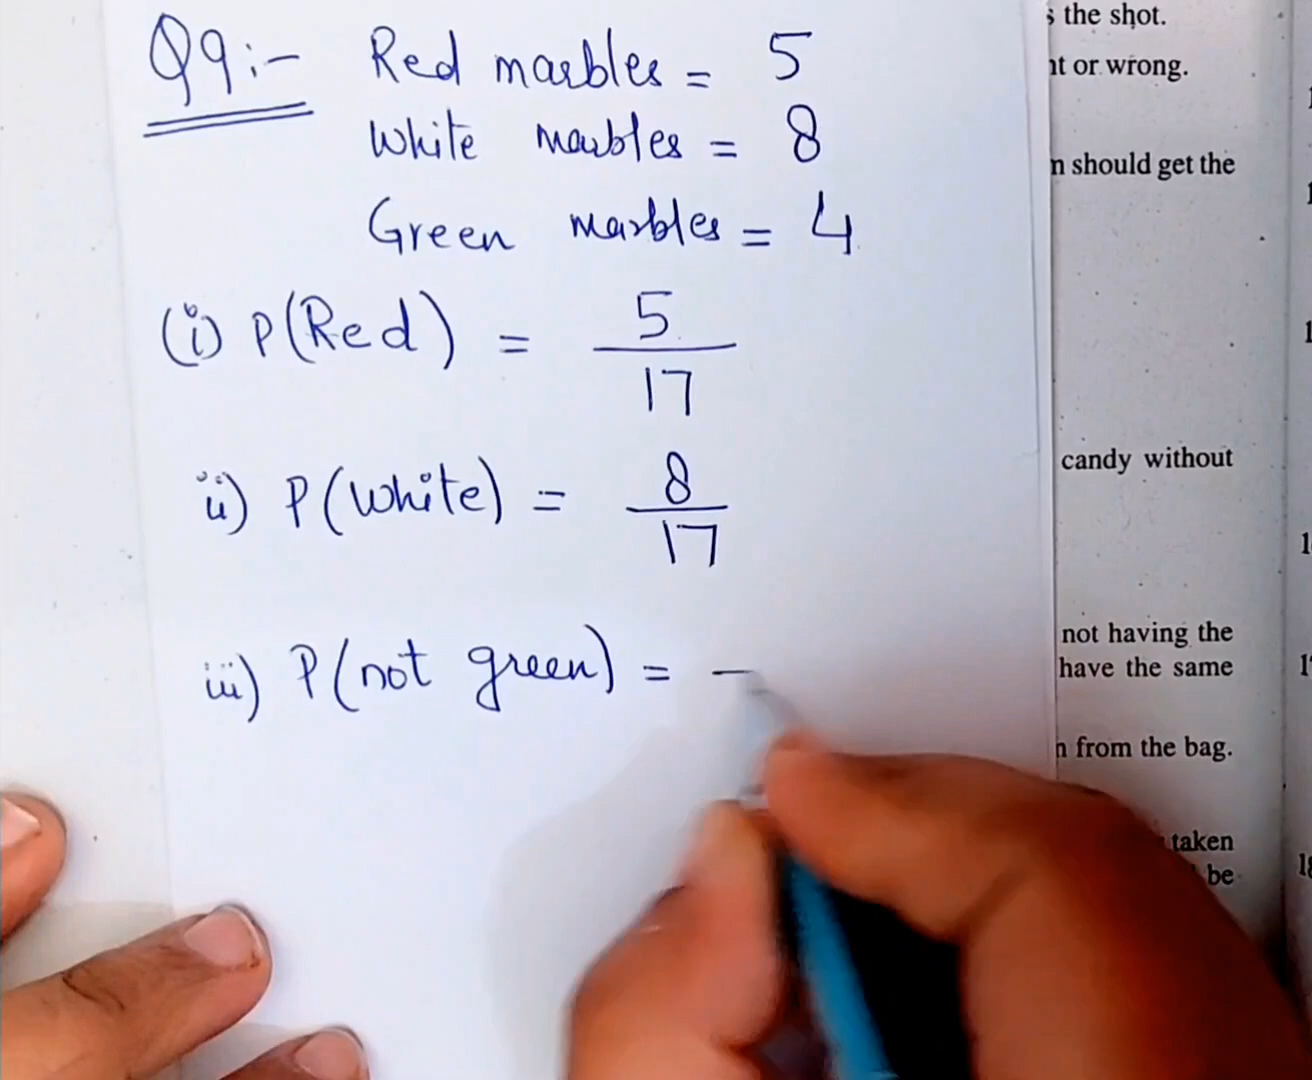 Q9:- Red marbles = 5
White marbles = 8
Green marbles = 4
(i) P(Red) = 5/17
ii) P(White) = 8/17
iii) P(not green) = —
the shot.
or wrong.
should get the
candy without
not having the
have the same
from the bag.
taken
be